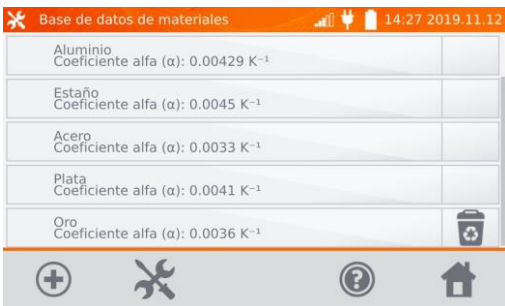 Base de datos de materiales
14:27 2019.11.12
Aluminio
Coeficiente alfa (α): 0.00429 K⁻¹
Estaño
Coeficiente alfa (α): 0.0045 K⁻¹
Acero
Coeficiente alfa (α): 0.0033 K⁻¹
Plata
Coeficiente alfa (α): 0.0041 K⁻¹
Oro
Coeficiente alfa (α): 0.0036 K⁻¹